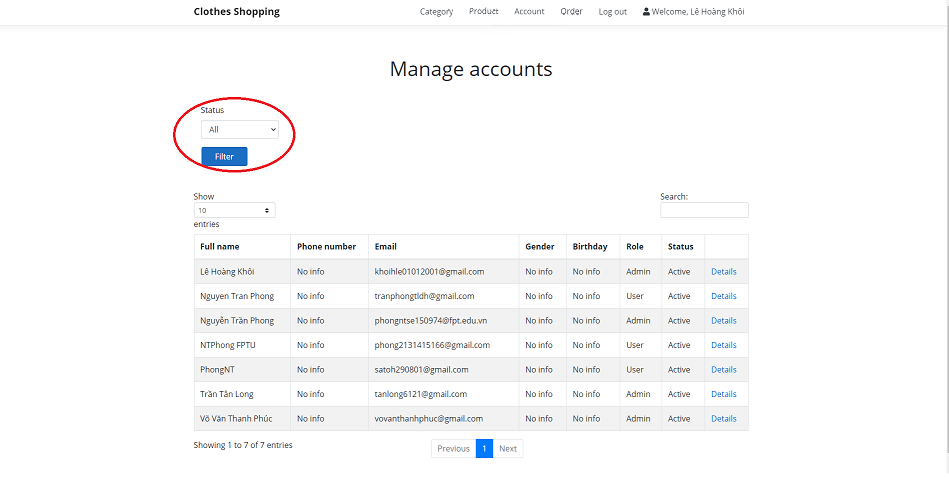 Clothes Shopping Category Product Account Order Log out Welcome, Lê Hoàng Khôi
Manage accounts
Status
All
Filter
Show
10
entries
Search:
Full name Phone number Email Gender Birthday Role Status
Lê Hoàng Khôi No info khoihle01012001@gmail.com No info No info Admin Active Details
Nguyen Tran Phong No info tranphongtldh@gmail.com No info No info User Active Details
Nguyễn Trần Phong No info phongntse150974@fpt.edu.vn No info No info Admin Active Details
NTPhong FPTU No info phong2131415166@gmail.com No info No info User Active Details
PhongNT No info satoh290801@gmail.com No info No info User Active Details
Trần Tấn Long No info tanlong6121@gmail.com No info No info Admin Active Details
Võ Văn Thanh Phúc No info vovanthanhphuc@gmail.com No info No info Admin Active Details
Showing 1 to 7 of 7 entries Previous 1 Next